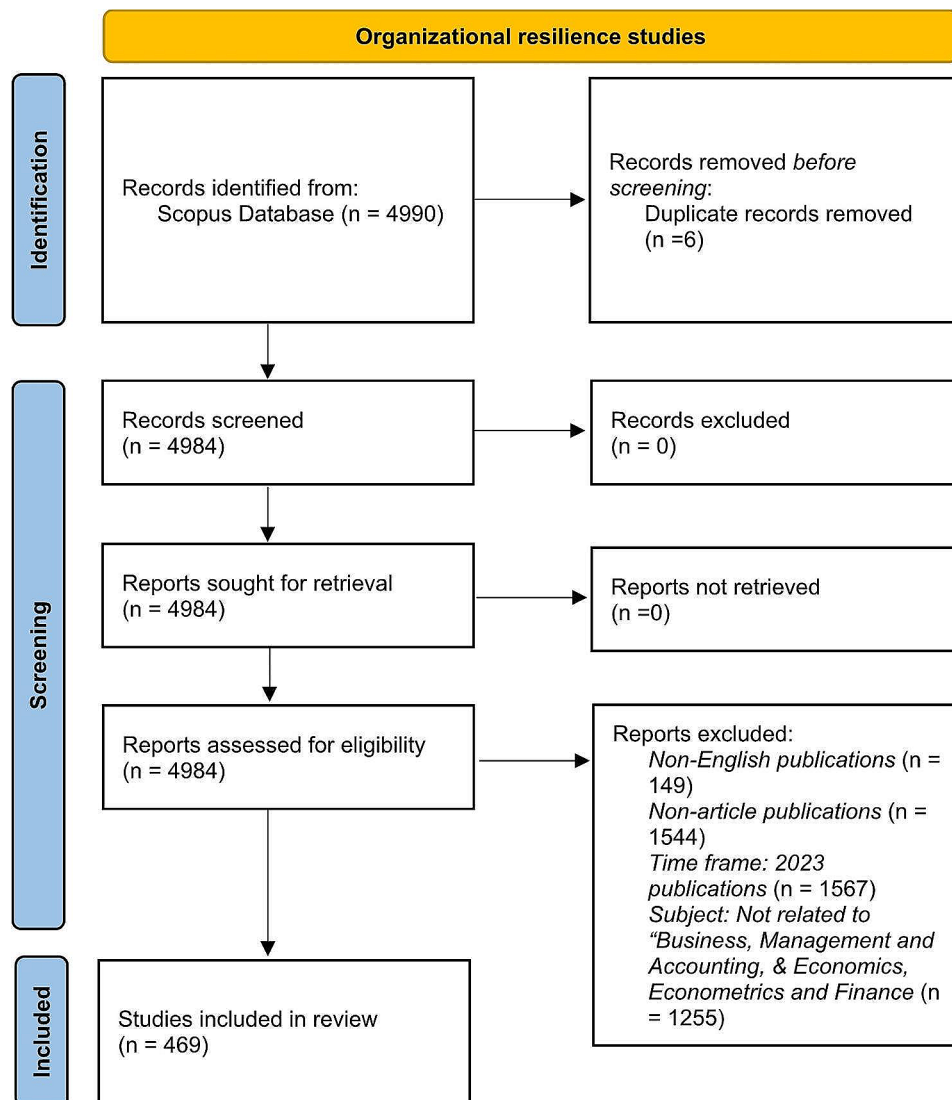 Organizational resilience studies
Identification
Records identified from:
Scopus Database (n = 4990)
Records removed before
screening:
Duplicate records removed
(n =6)
Screening
Records screened
(n = 4984)
Records excluded
(n = 0)
Reports sought for retrieval
(n = 4984)
Reports not retrieved
(n =0)
Reports assessed for eligibility
(n = 4984)
Reports excluded:
Non-English publications (n =
149)
Non-article publications (n =
1544)
Time frame: 2023
publications (n = 1567)
Subject: Not related to
“Business, Management and
Accounting, & Economics,
Econometrics and Finance (n
= 1255)
Included
Studies included in review
(n = 469)